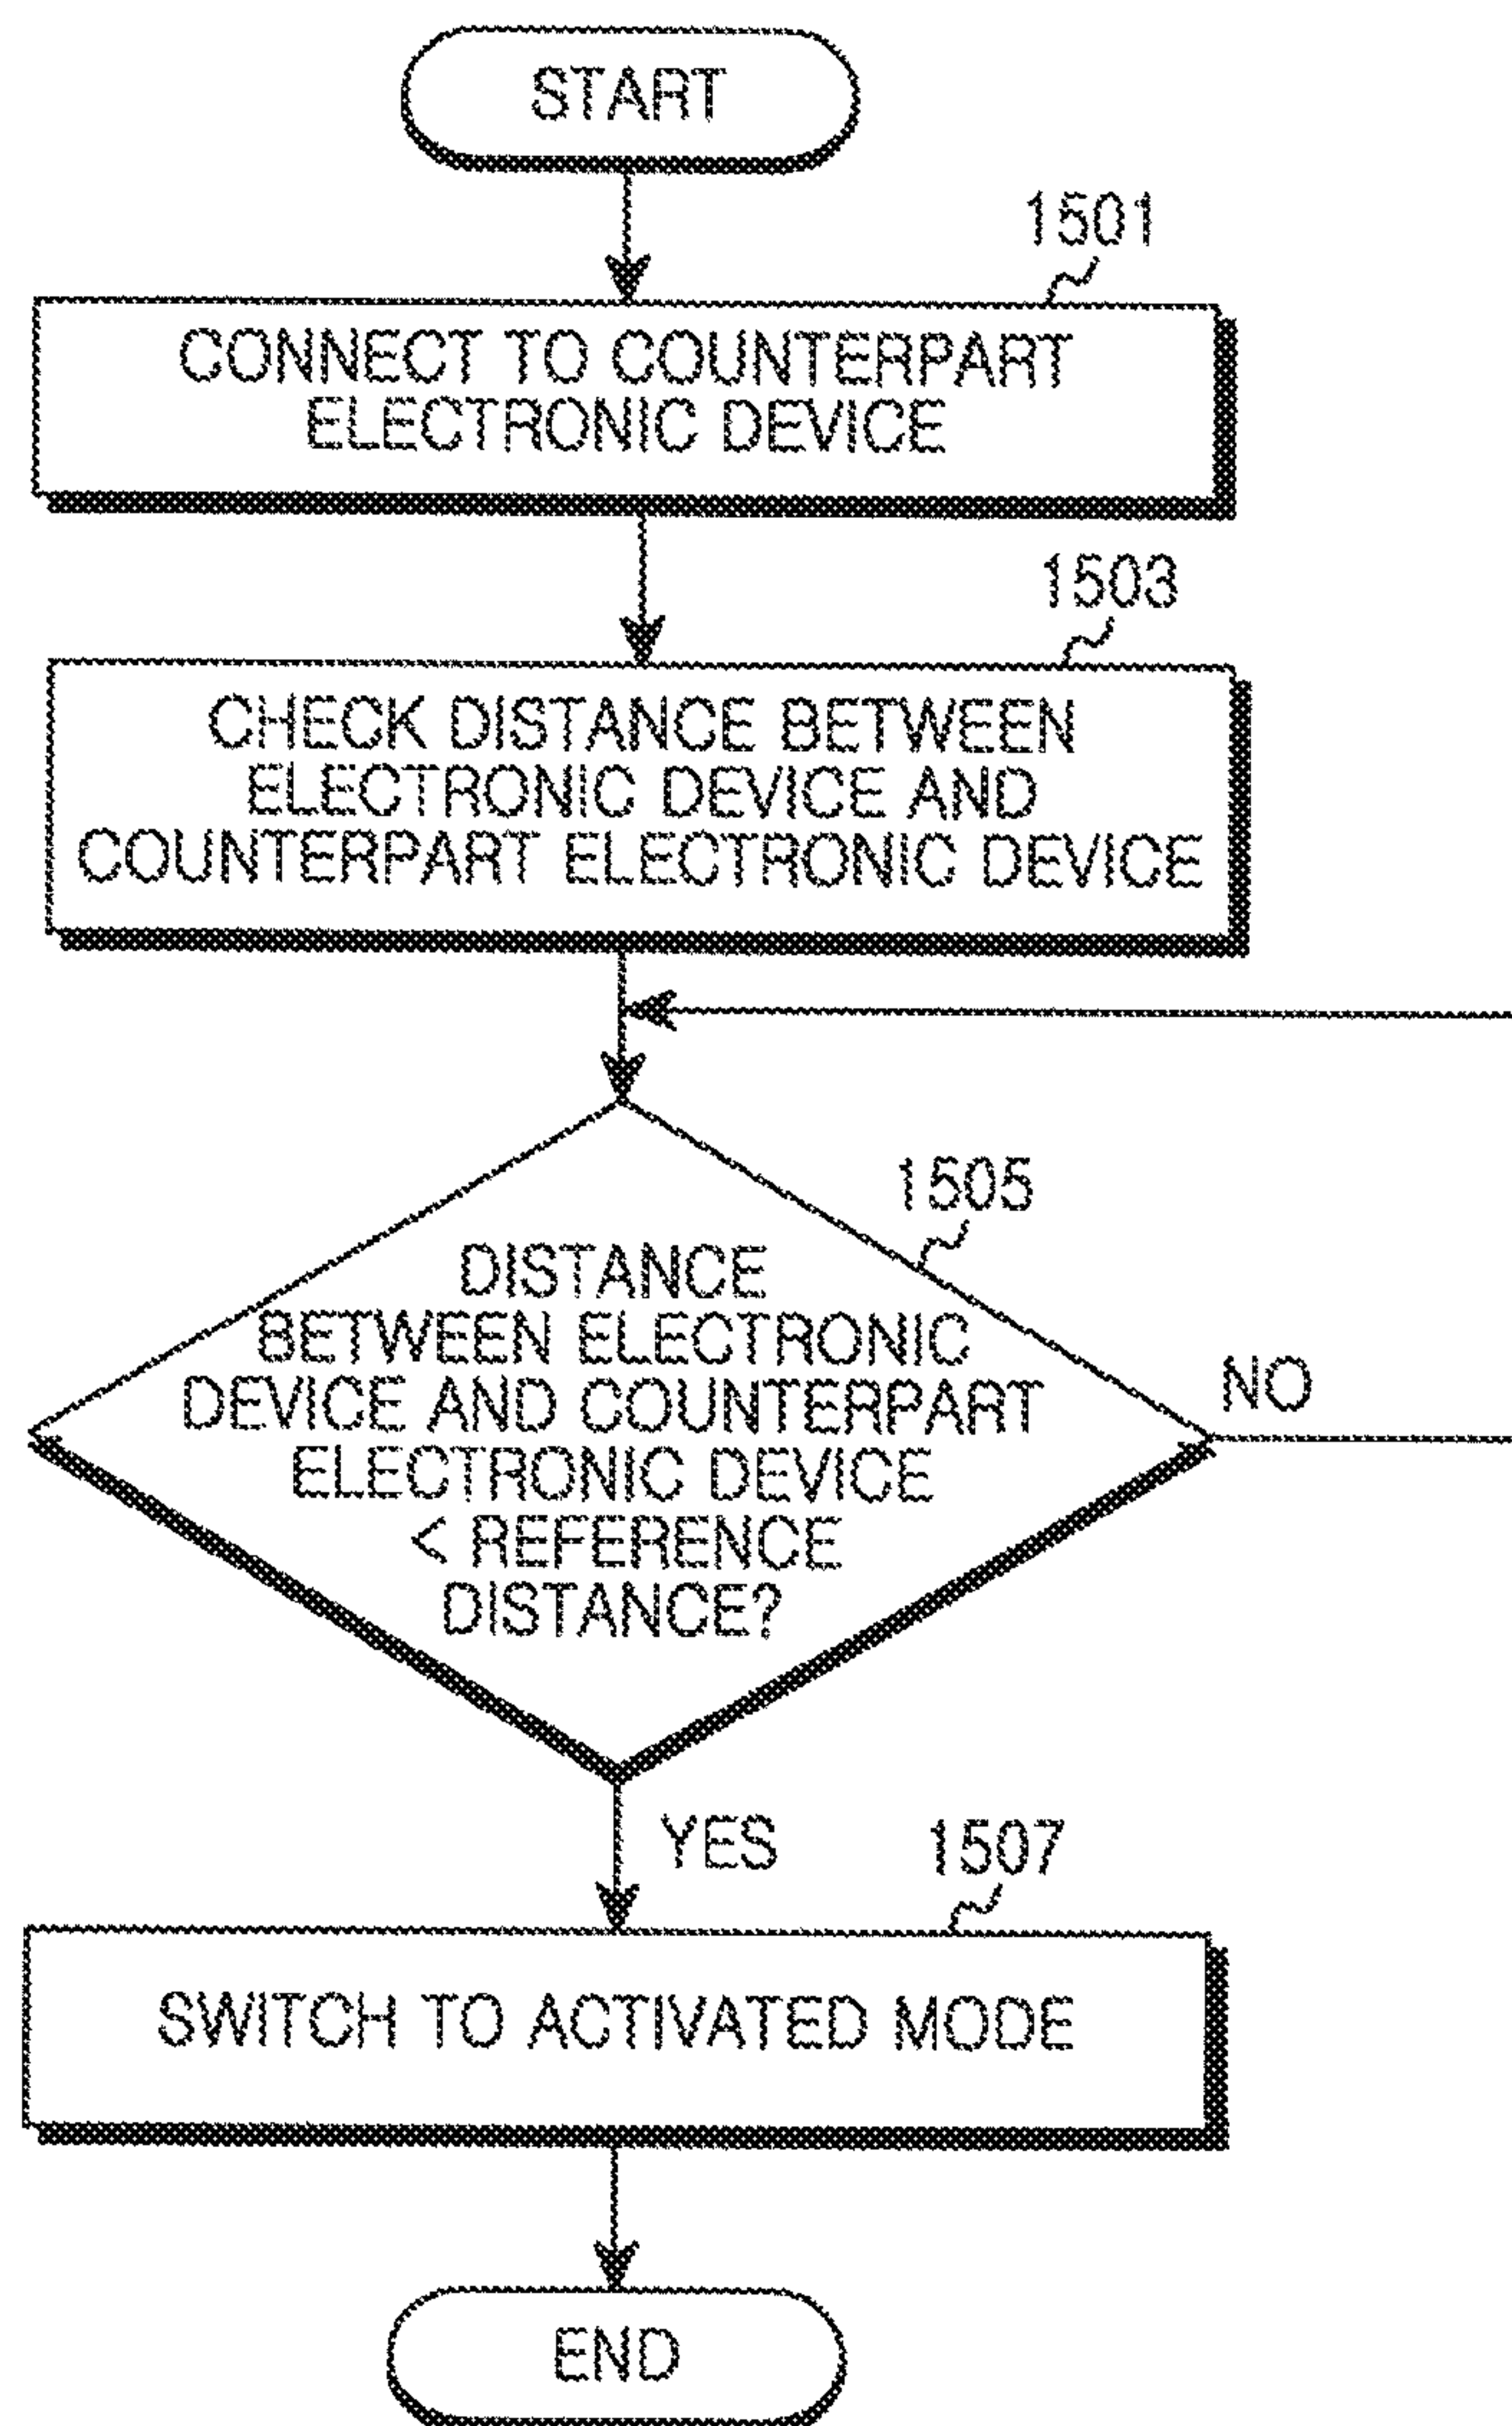 START
1501
CONNECT TO COUNTERPART
ELECTRONIC DEVICE
1503
CHECK DISTANCE BETWEEN
ELECTRONIC DEVICE AND
COUNTERPART ELECTRONIC DEVICE
1505
DISTANCE
BETWEEN ELECTRONIC
DEVICE AND COUNTERPART
ELECTRONIC DEVICE
< REFERENCE
DISTANCE?
NO
YES
1507
SWITCH TO ACTIVATED MODE
END